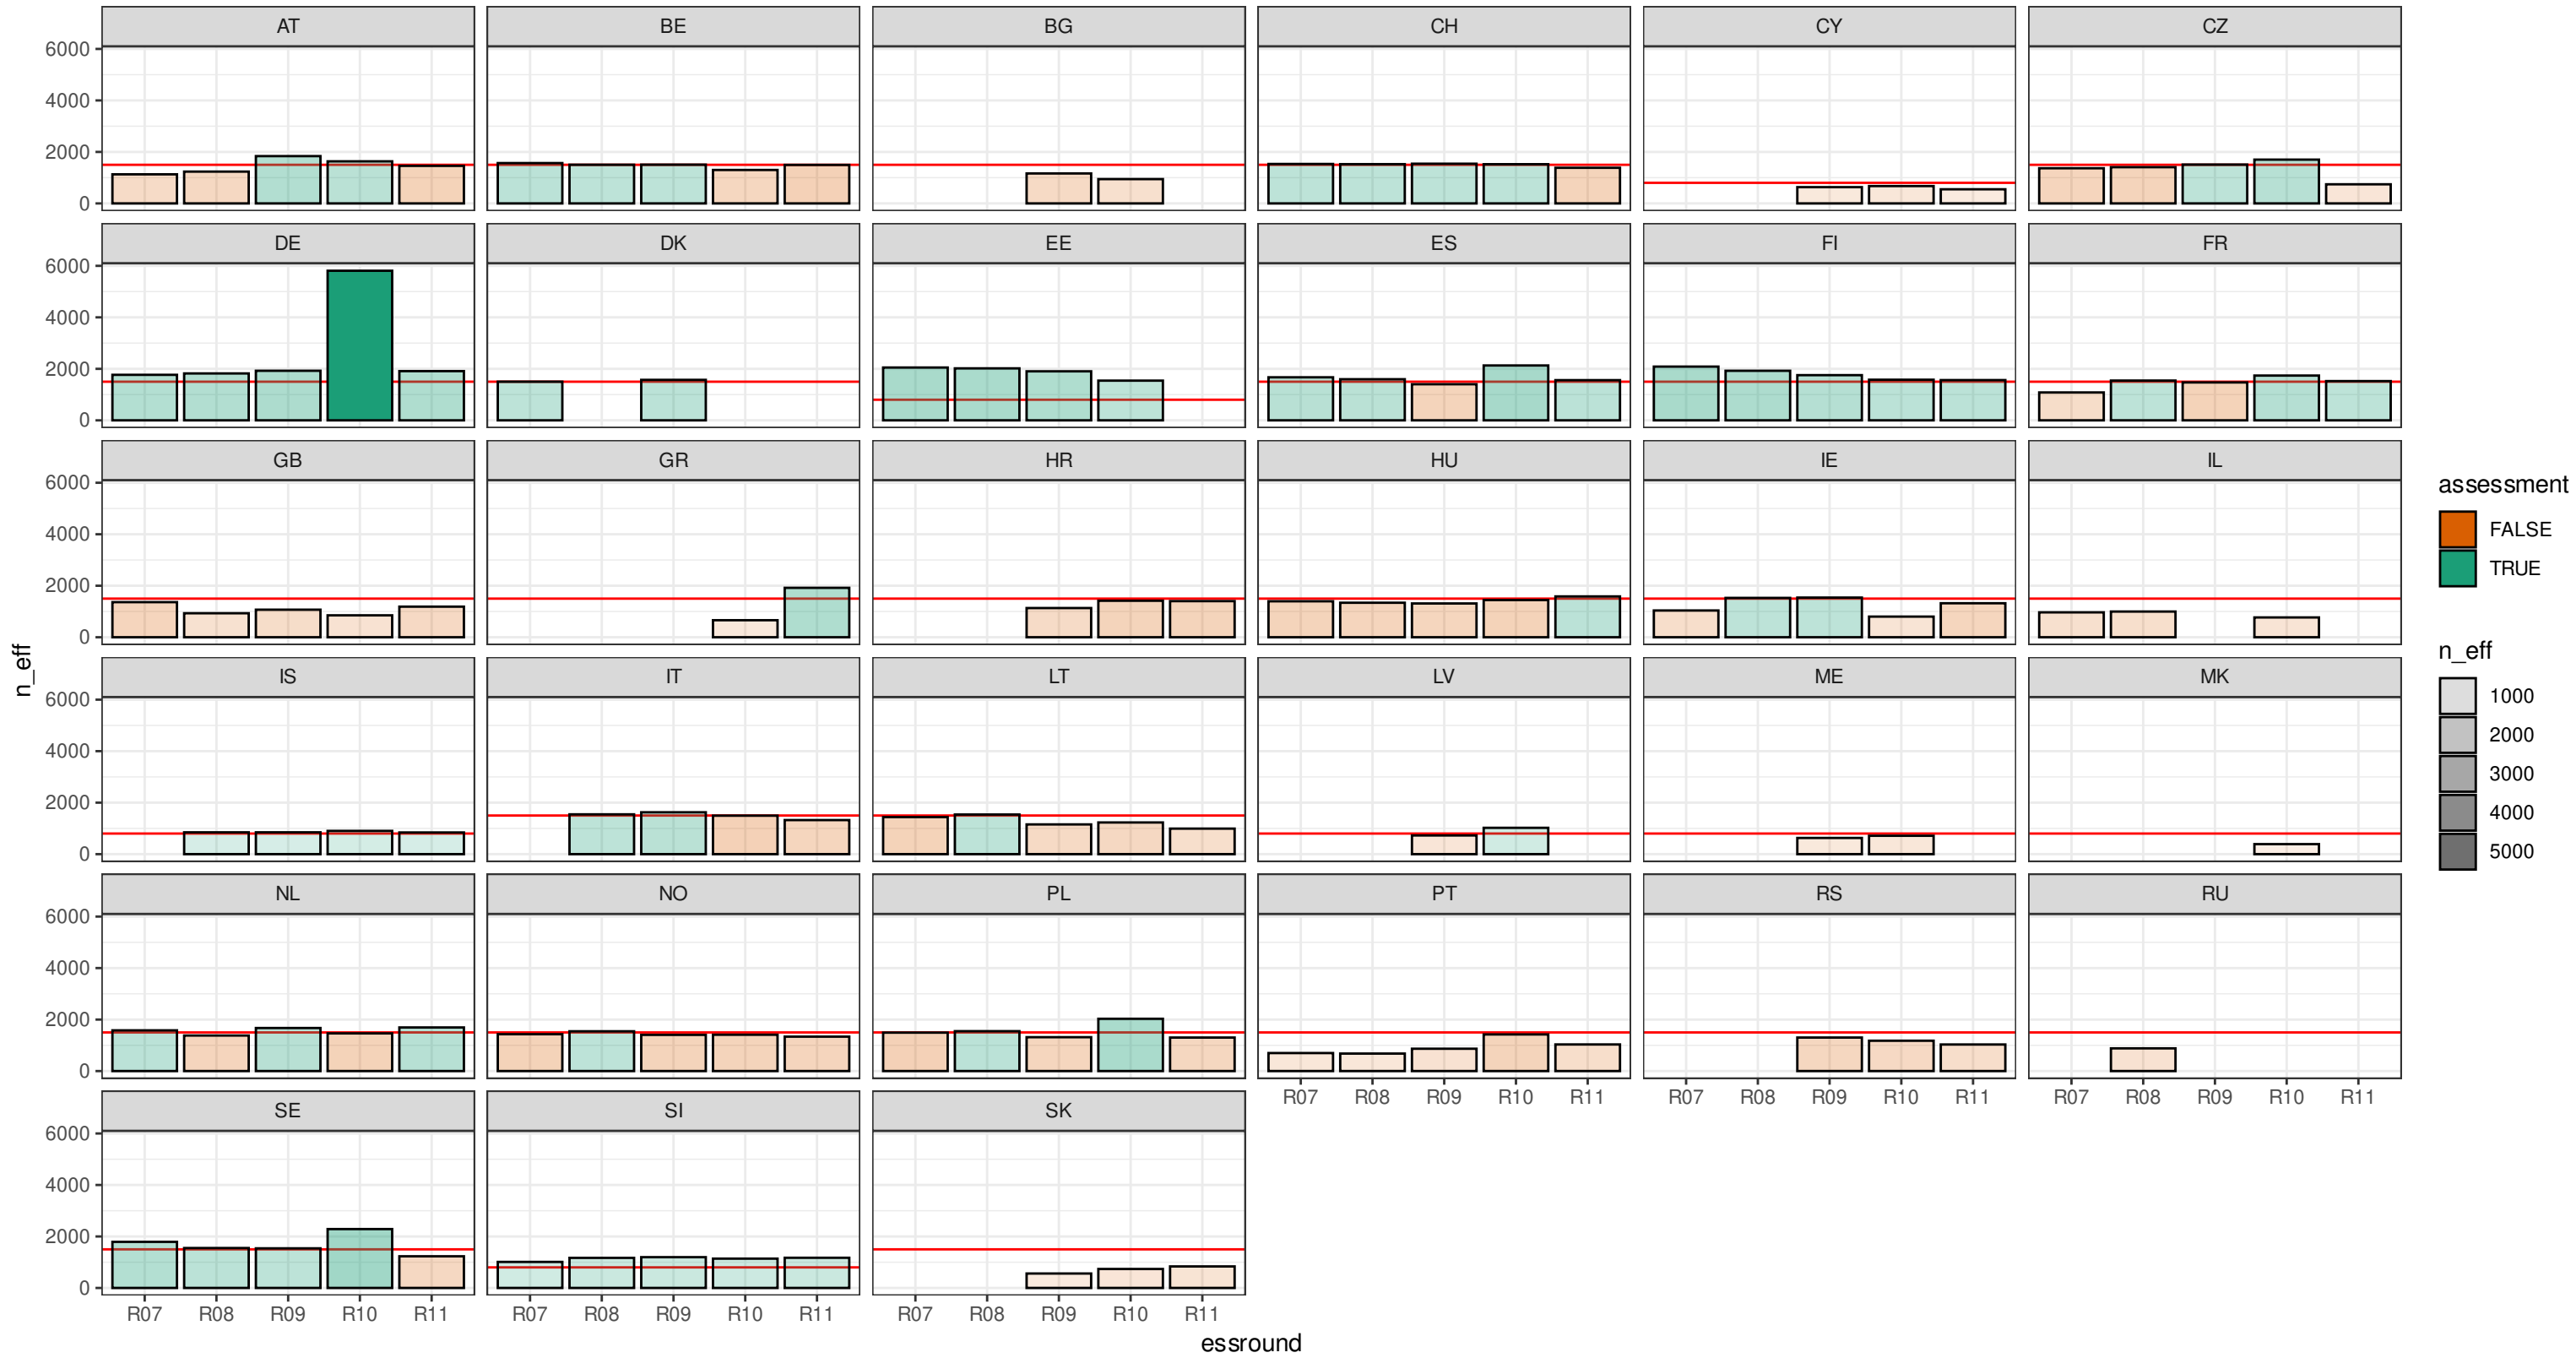 AT BE BG CH CY CZ
6000
4000
2000
0
DE DK EE ES FI FR
6000
4000
2000
0
GB GR HR HU IE IL
6000
4000
2000
0
IS IT LT LV ME MK
6000
4000
2000
0
NL NO PL PT RS RU
6000
4000
2000
0
R07 R08 R09 R10 R11 R07 R08 R09 R10 R11 R07 R08 R09 R10 R11
SE SI SK
6000
4000
2000
0
R07 R08 R09 R10 R11 R07 R08 R09 R10 R11 R07 R08 R09 R10 R11
essround
n_eff
assessment
FALSE
TRUE
n_eff
1000
2000
3000
4000
5000